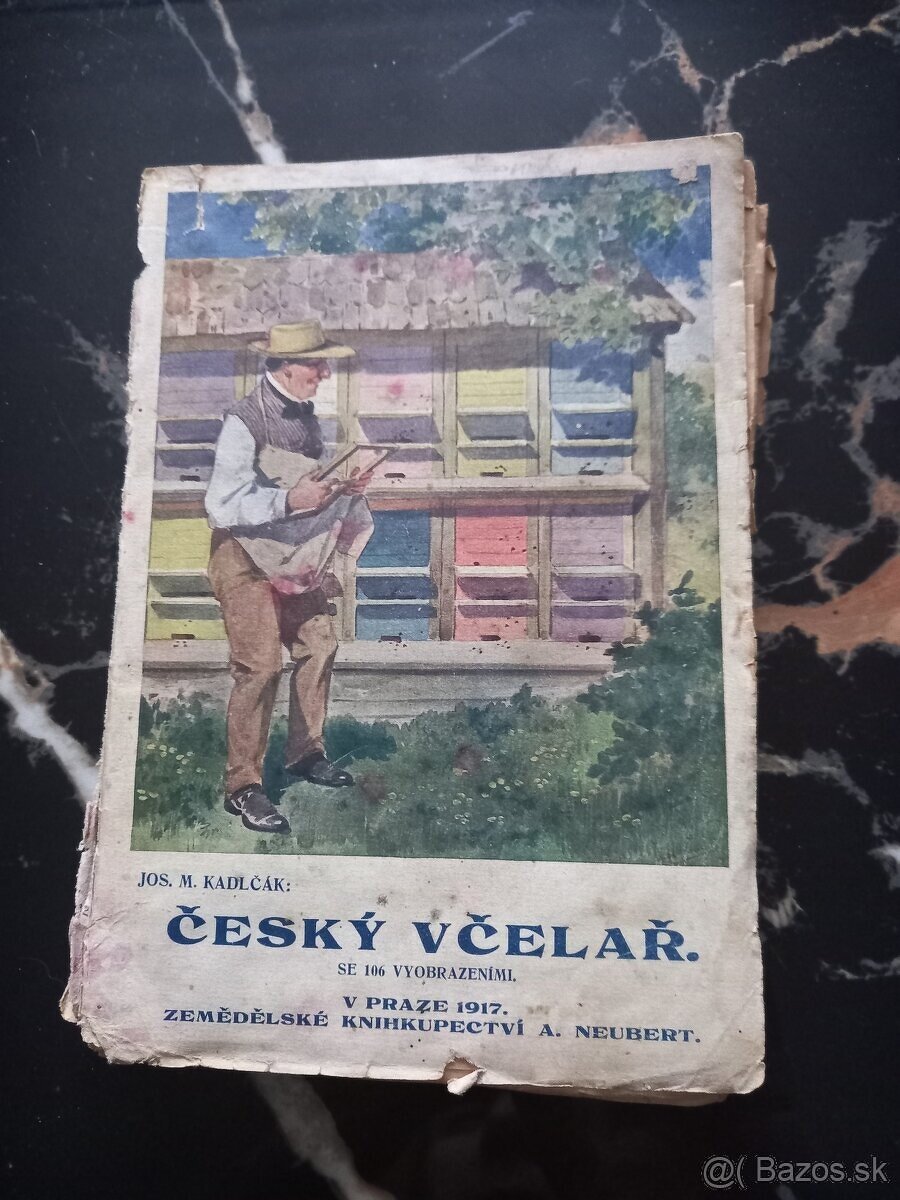 JOS. M. KADLČÁK:
ČESKÝ VČELAŘ.
SE 106 VYOBRAZENÍMI.
V PRAZE 1917.
ZEMĚDĚLSKÉ KNIHKUPECTVÍ A. NEUBERT.
@( Bazos.sk